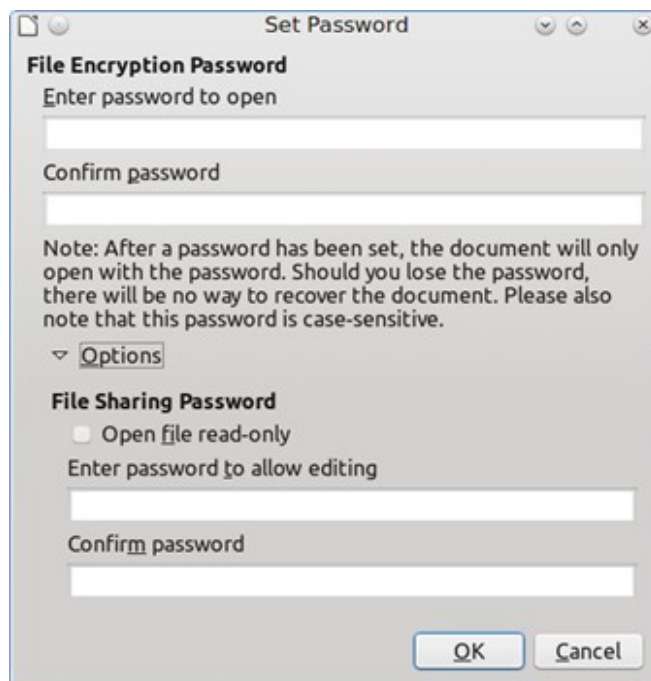 Set Password
File Encryption Password
Enter password to open
Confirm password
Note: After a password has been set, the document will only
open with the password. Should you lose the password,
there will be no way to recover the document. Please also
note that this password is case-sensitive.
Options
File Sharing Password
Open file read-only
Enter password to allow editing
Confirm password
OK Cancel